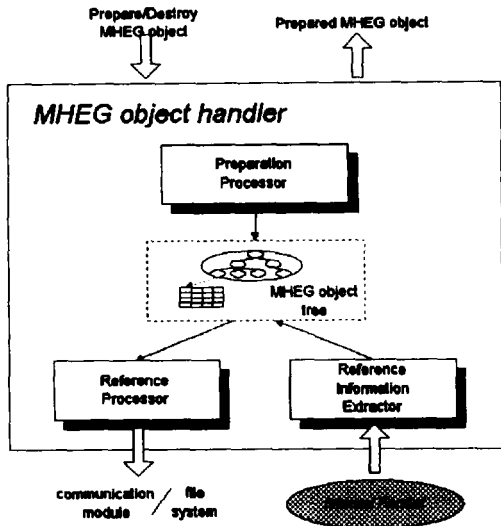 Prepare/Destroy
MHEG object
Prepared MHEG object
MHEG object handler
Preparation
Processor
MHEG object
tree
Reference
Processor
Reference
Information
Extractor
communication
module
/ file
system